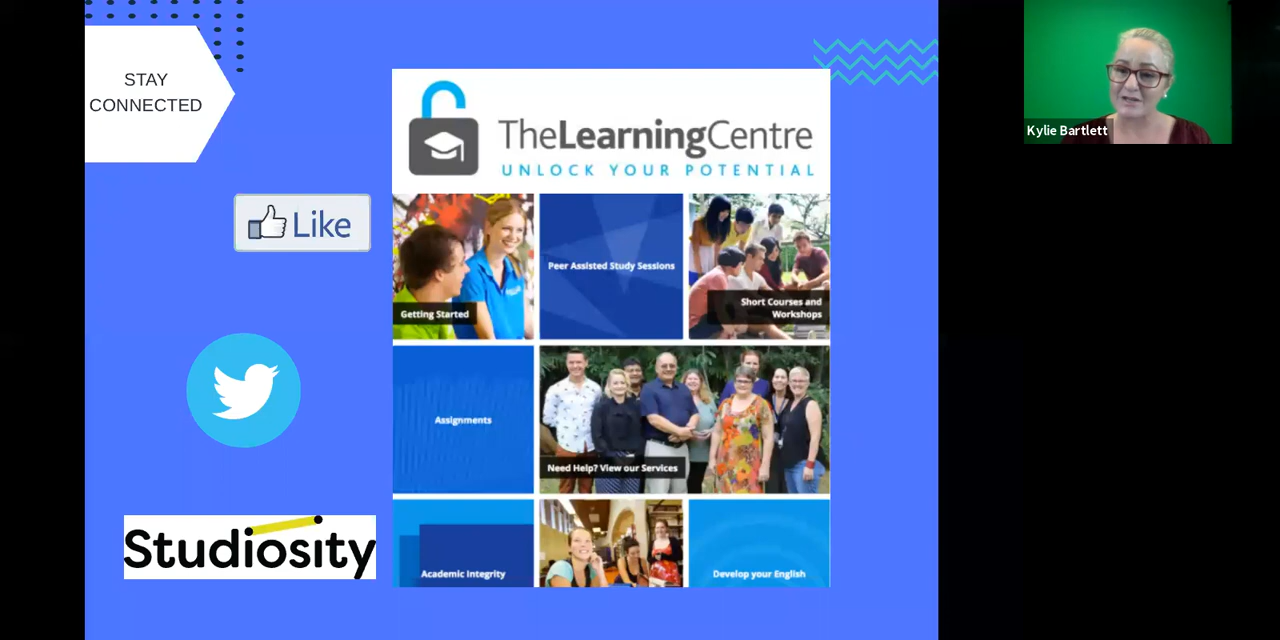 STAY
CONNECTED
Like
Studiosity
TheLearningCentre
UNLOCK YOUR POTENTIAL
Getting Started
Peer Assisted Study Sessions
Short Courses and
Workshops
Assignments
Need Help? View our Services
Academic Integrity
Develop your English
Kylie Bartlett